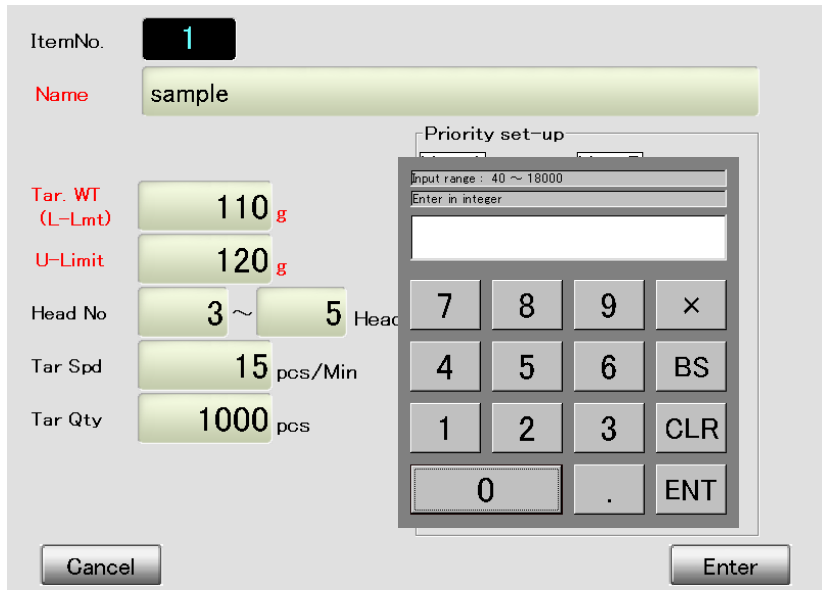 ItemNo. 1
Name sample
Priority set-up
Input range : 40 ～ 18000
Enter in integer
Tar. WT
(L-Lmt) 110 g
U-Limit 120 g
Head No 3 ～ 5 Head
Tar Spd 15 pcs/Min
Tar Qty 1000 pcs
7 8 9 ×
4 5 6 BS
1 2 3 CLR
0 . ENT
Cancel Enter